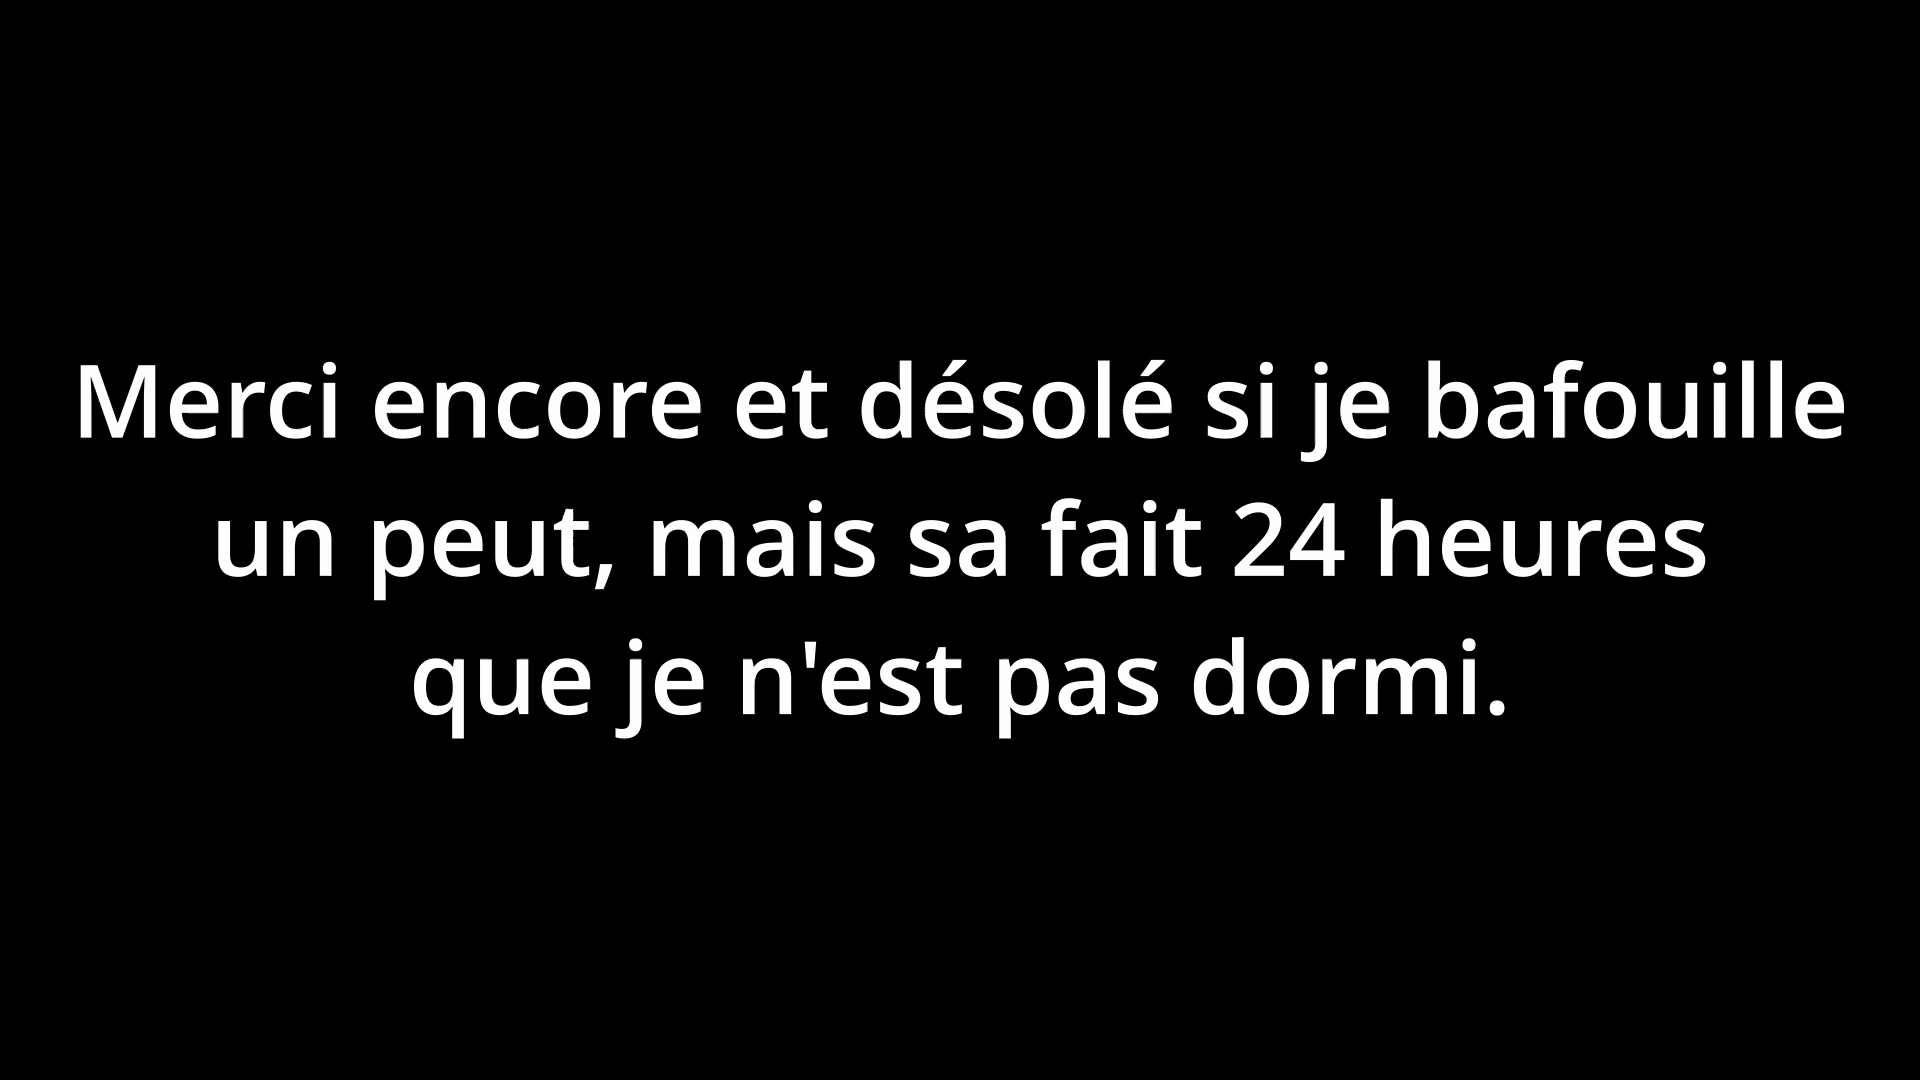 Merci encore et désolé si je bafouille
un peut, mais sa fait 24 heures
que je n'est pas dormi.